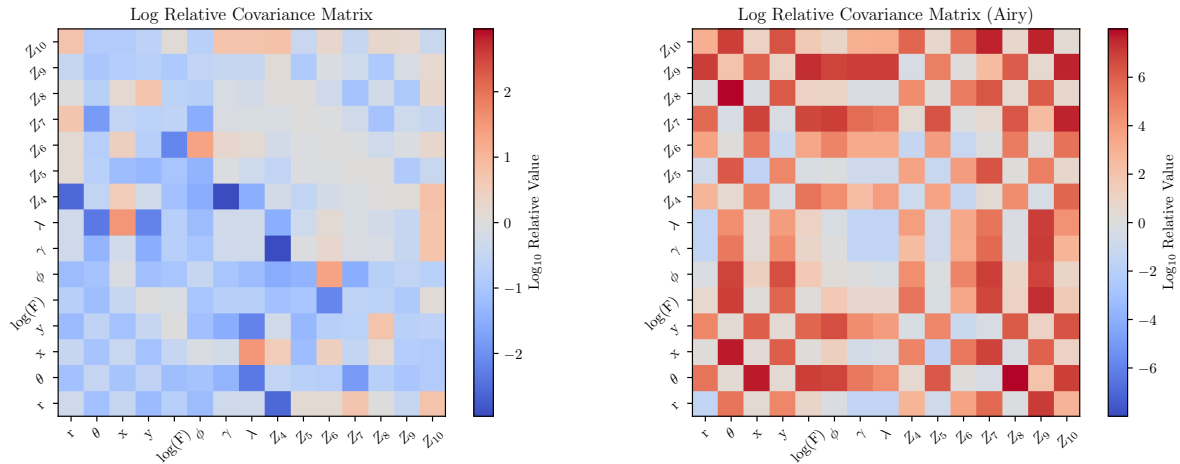 Log Relative Covariance Matrix
Z₁₀
Z₉
Z₈
Z₇
Z₆
Z₅
Z₄
λ
γ
ϕ
log(F)
y
x
θ
r
r θ x y log(F) ϕ γ λ Z₄ Z₅ Z₆ Z₇ Z₈ Z₉ Z₁₀
2
1
0
−1
−2
Log₁₀ Relative Value
Log Relative Covariance Matrix (Airy)
Z₁₀
Z₉
Z₈
Z₇
Z₆
Z₅
Z₄
λ
γ
ϕ
log(F)
y
x
θ
r
r θ x y log(F) ϕ γ λ Z₄ Z₅ Z₆ Z₇ Z₈ Z₉ Z₁₀
6
4
2
0
−2
−4
−6
Log₁₀ Relative Value